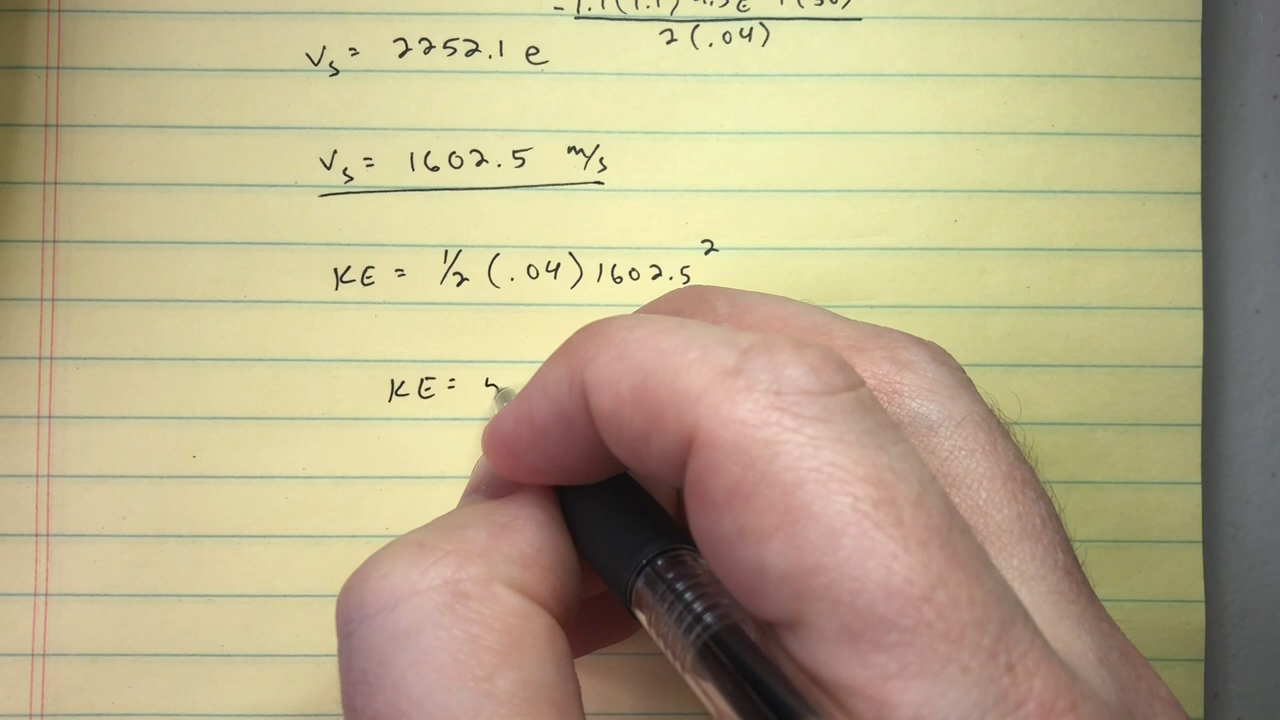 2(.04)
Vs = 2252.1 e
Vs = 1602.5 m/s
KE = 1/2 (.04) 1602.5²
KE =